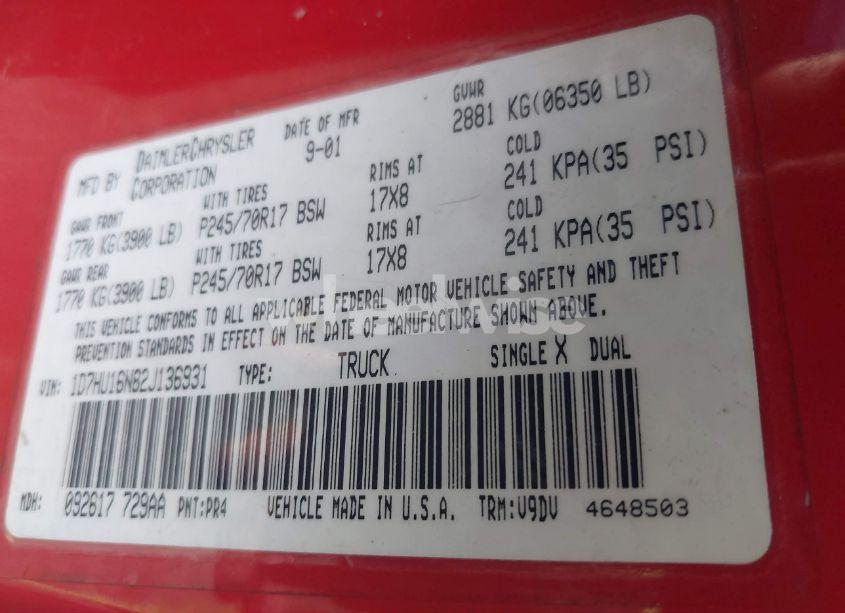 MFD BY DAIMLERCHRYSLER CORPORATION DATE OF MFR 9-01 GVWR 2881 KG(06350 LB)
GAWR FRONT WITH TIRES RIMS AT COLD
1770 KG(3900 LB) P245/70R17 BSW 17X8 241 KPA(35 PSI)
GAWR REAR WITH TIRES RIMS AT COLD
1770 KG(3900 LB) P245/70R17 BSW 17X8 241 KPA(35 PSI)
THIS VEHICLE CONFORMS TO ALL APPLICABLE FEDERAL MOTOR VEHICLE SAFETY AND THEFT
PREVENTION STANDARDS IN EFFECT ON THE DATE OF MANUFACTURE SHOWN ABOVE.
VIN: 1D7HU16N82J136931 TYPE: TRUCK SINGLE X DUAL
MDH: 092617 729AA PNT:PR4 VEHICLE MADE IN U.S.A. TRM:V9DV 4648503